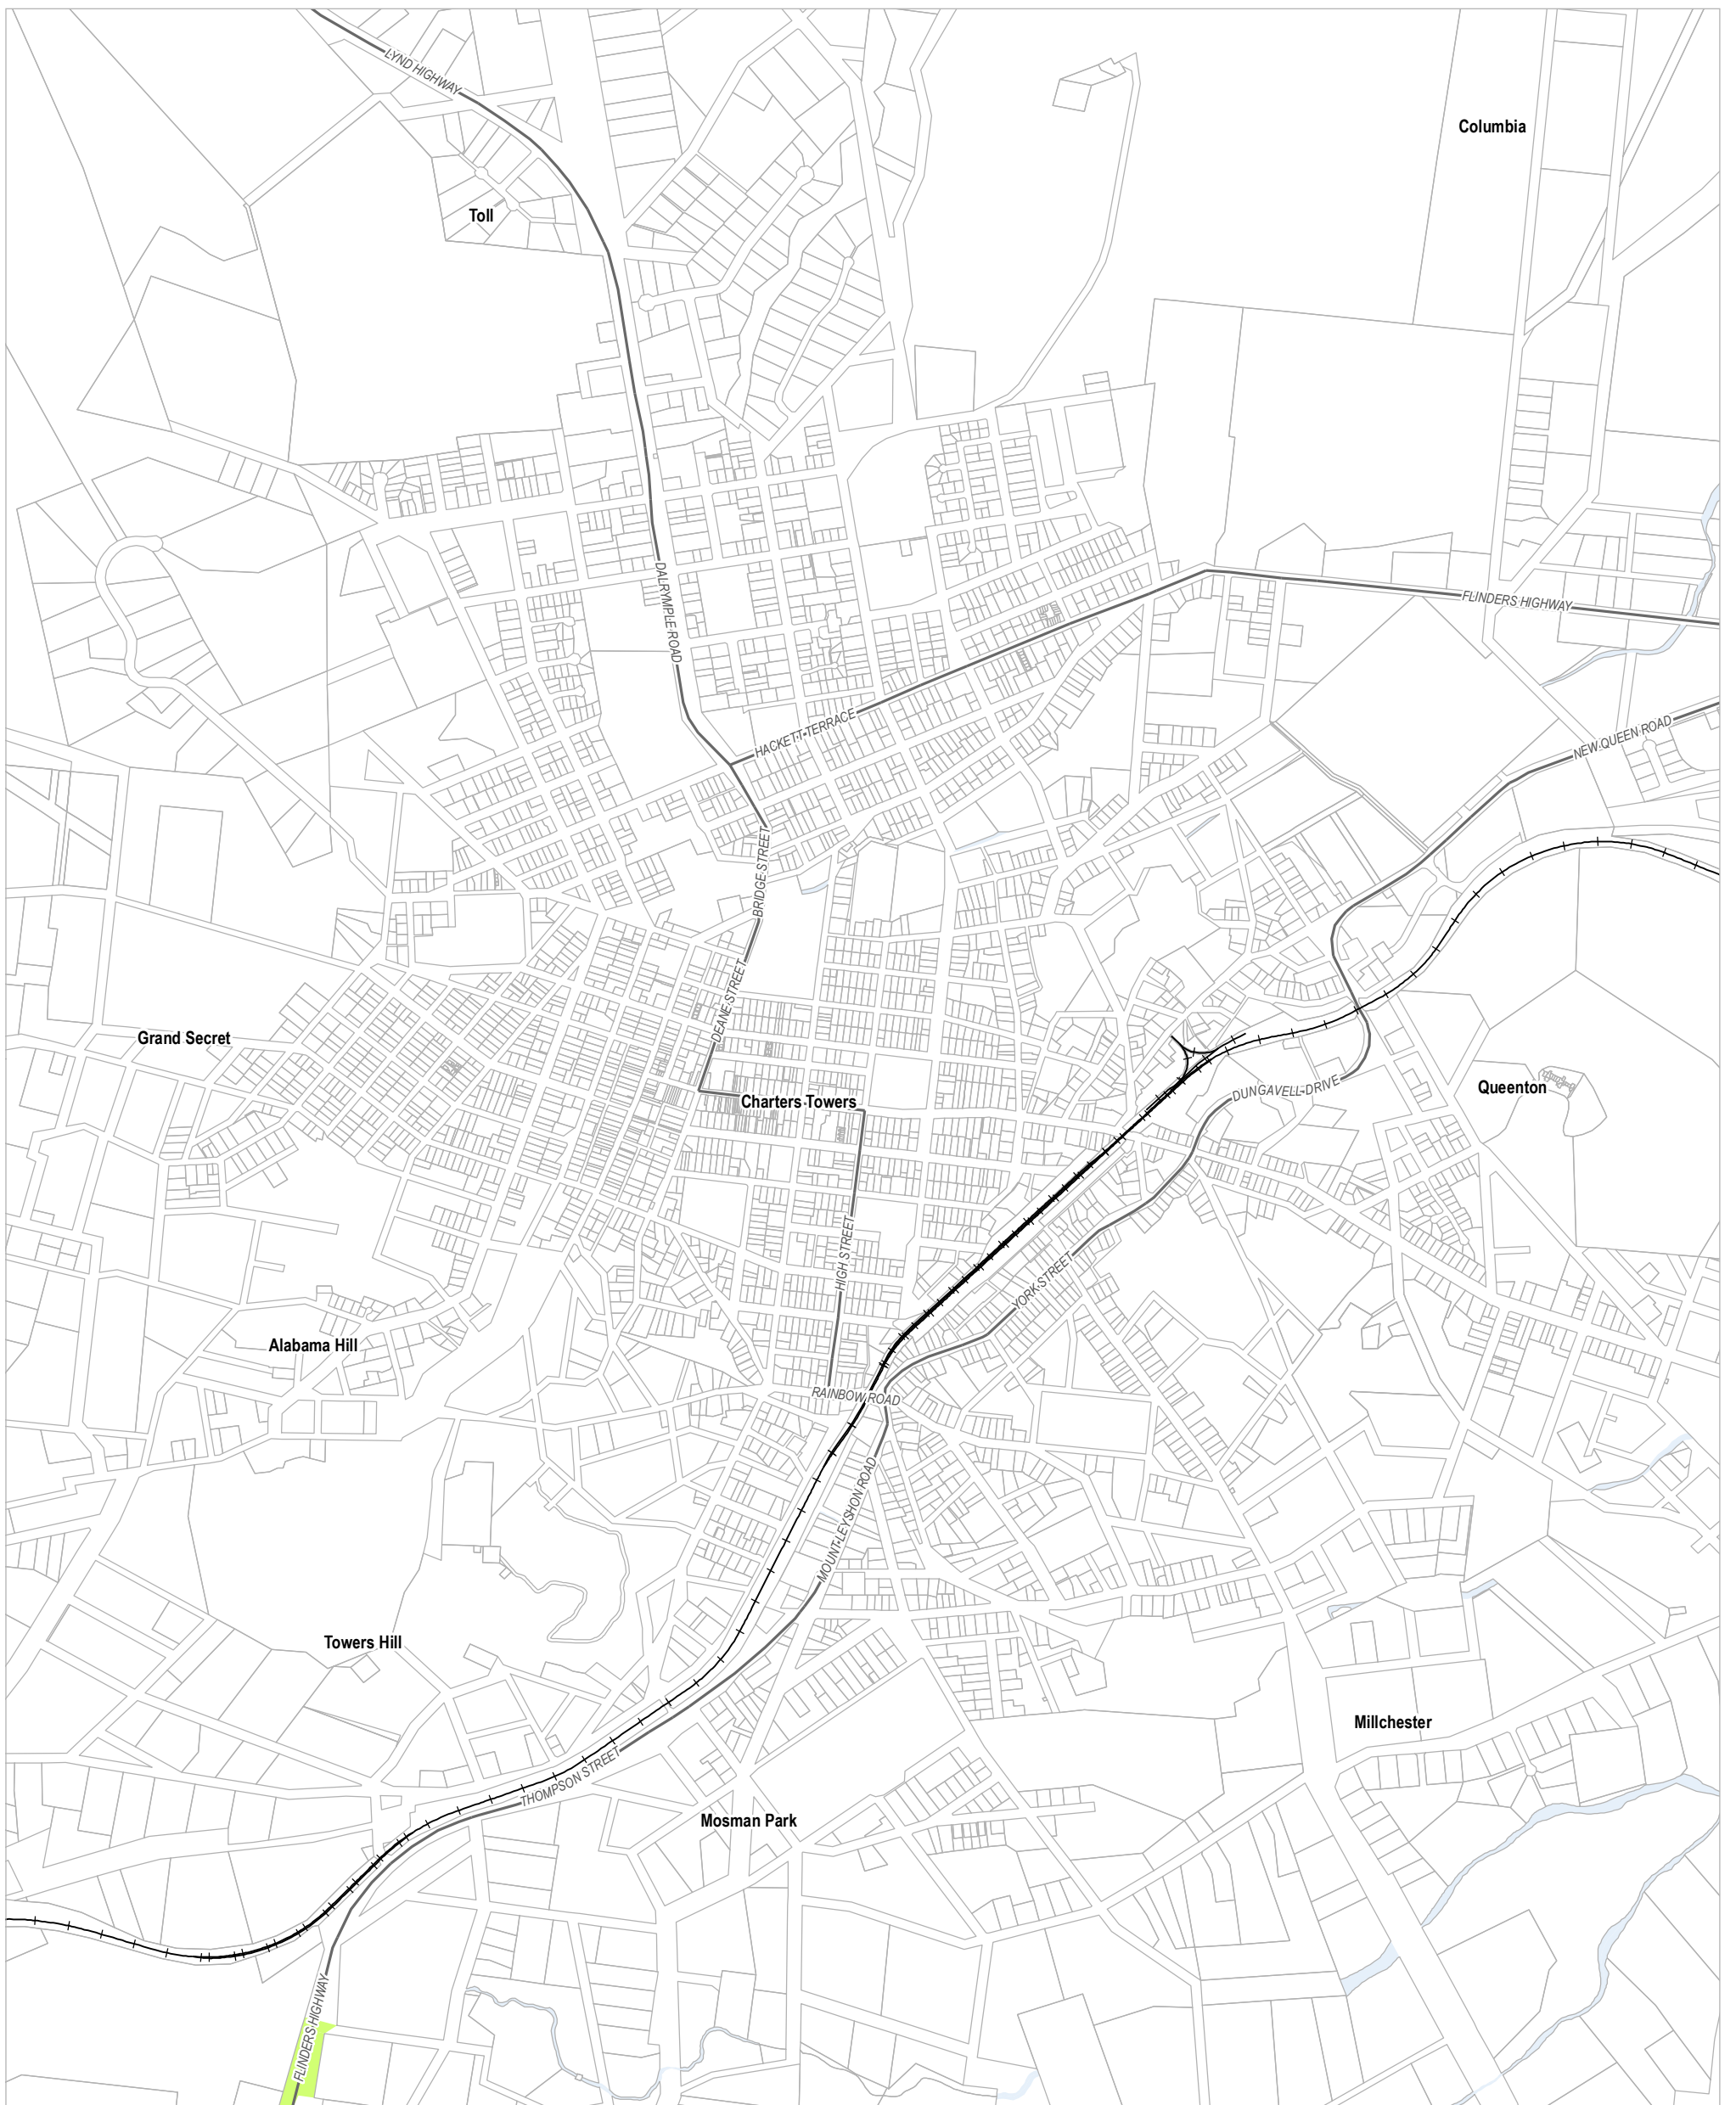 LYND HIGHWAY
Columbia
Toll
DALRYMPLE ROAD
FLINDERS HIGHWAY
HACKETT TERRACE
NEW QUEEN ROAD
BRIDGE STREET
DEANE STREET
Grand Secret
Charters Towers
DUNGAVELL DRIVE
Queenton
HIGH STREET
YORK STREET
Alabama Hill
RAINBOW ROAD
MOUNT LEYSHON ROAD
Towers Hill
Millchester
THOMPSON STREET
Mosman Park
FLINDERS HIGHWAY